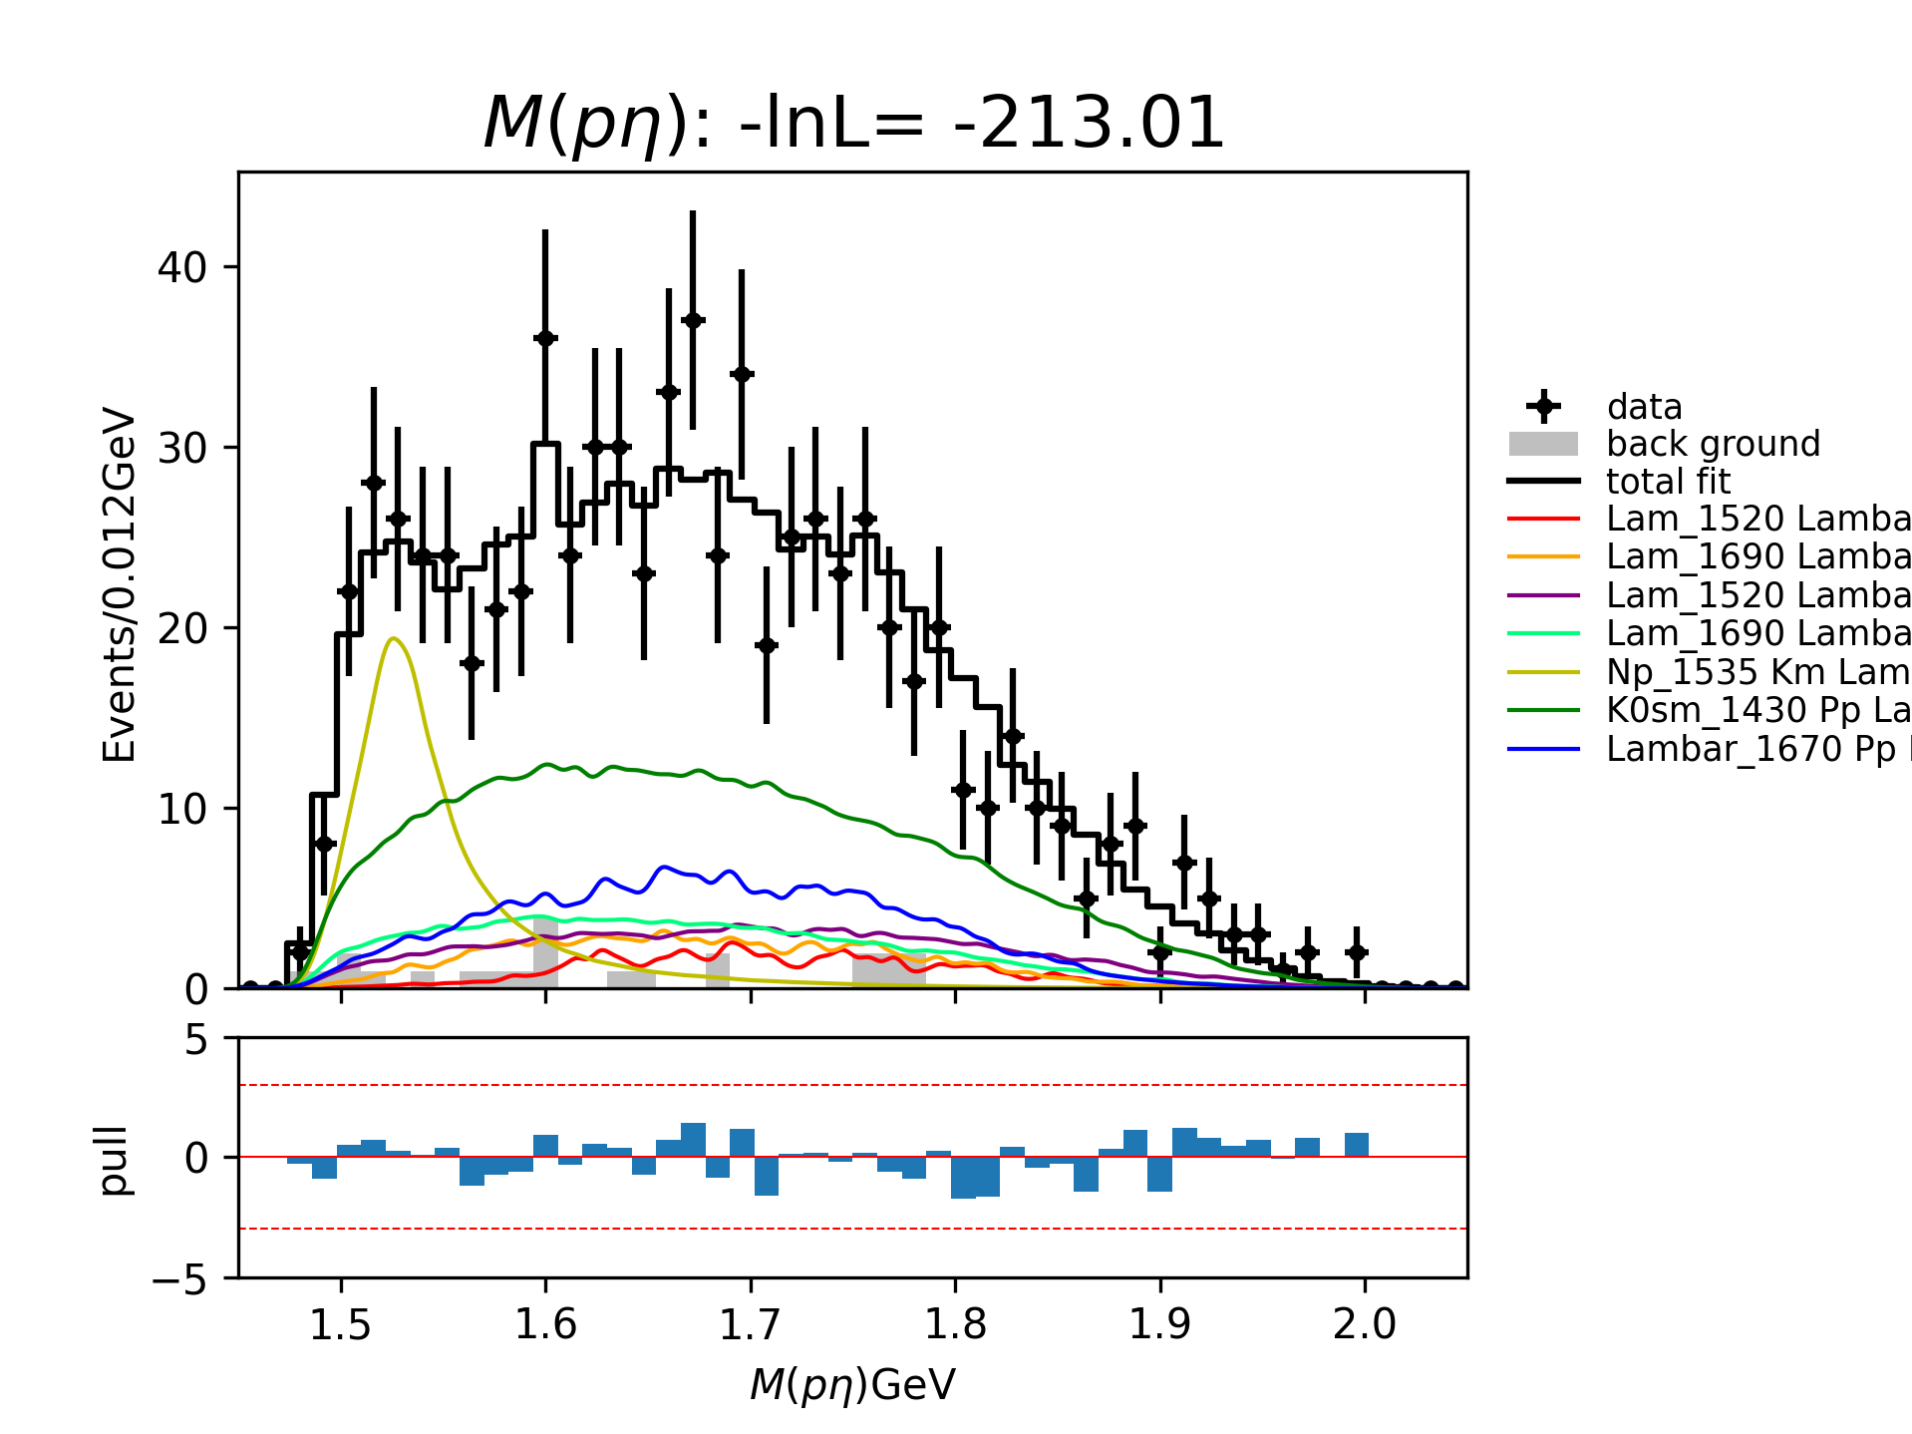 M(pη): -lnL= -213.01
Events/0.012GeV
40
30
20
10
0
data
back ground
total fit
Lam_1520 Lamba
Lam_1690 Lamba
Lam_1520 Lamba
Lam_1690 Lamba
Np_1535 Km Lam
K0sm_1430 Pp La
Lambar_1670 Pp
pull
5
0
−5
1.5 1.6 1.7 1.8 1.9 2.0
M(pη)GeV